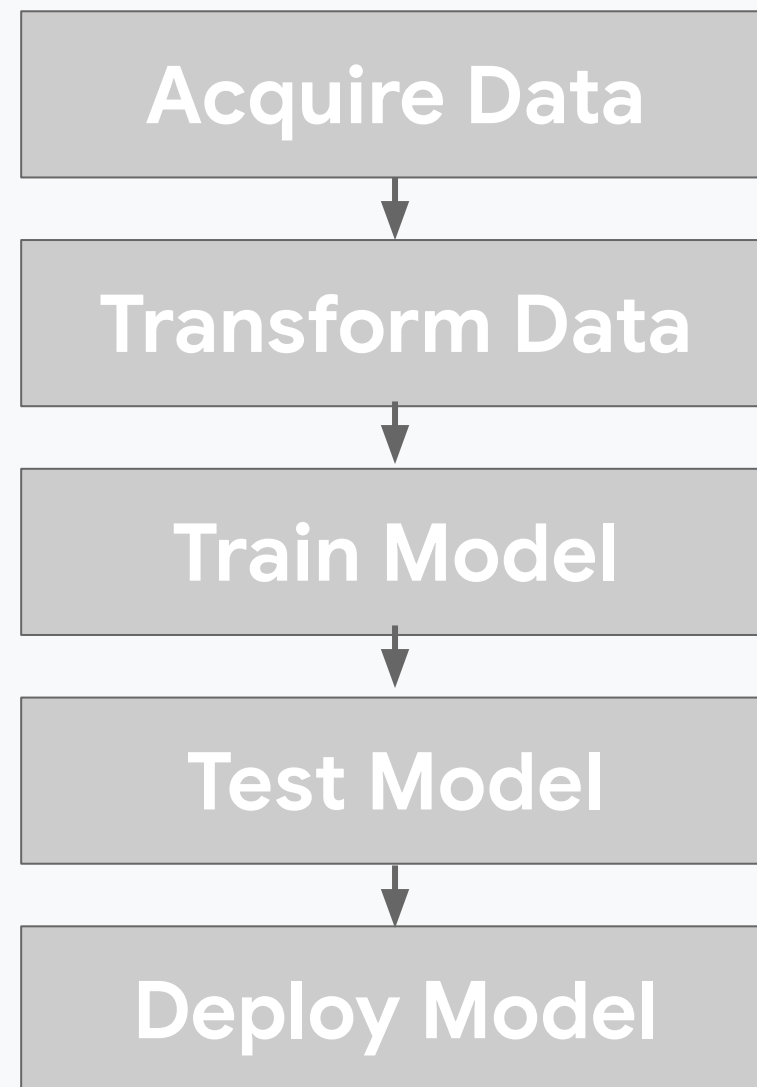 Acquire Data
Transform Data
Train Model
Test Model
Deploy Model